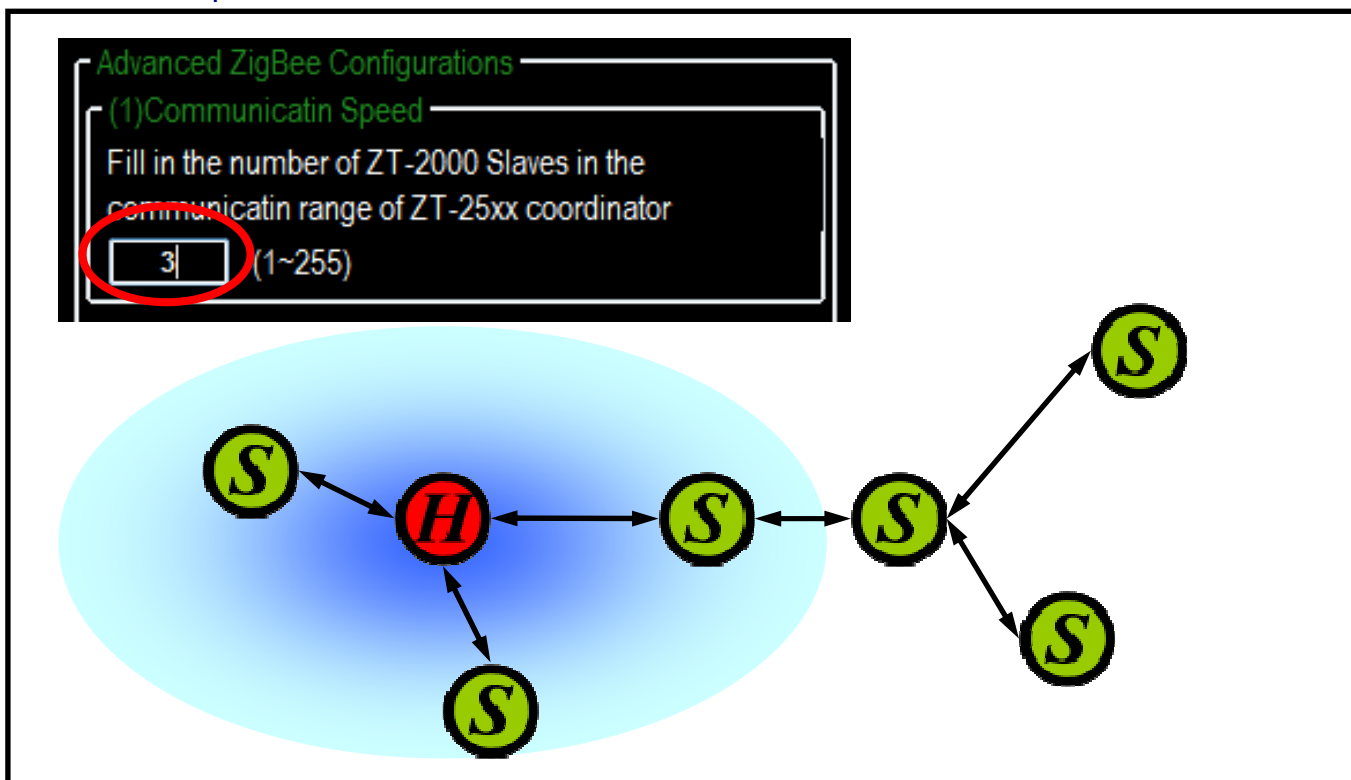 Advanced ZigBee Configurations
(1)Communicatin Speed
Fill in the number of ZT-2000 Slaves in the
communicatin range of ZT-25xx coordinator
3 (1~255)
S
S
H
S
S
S
S